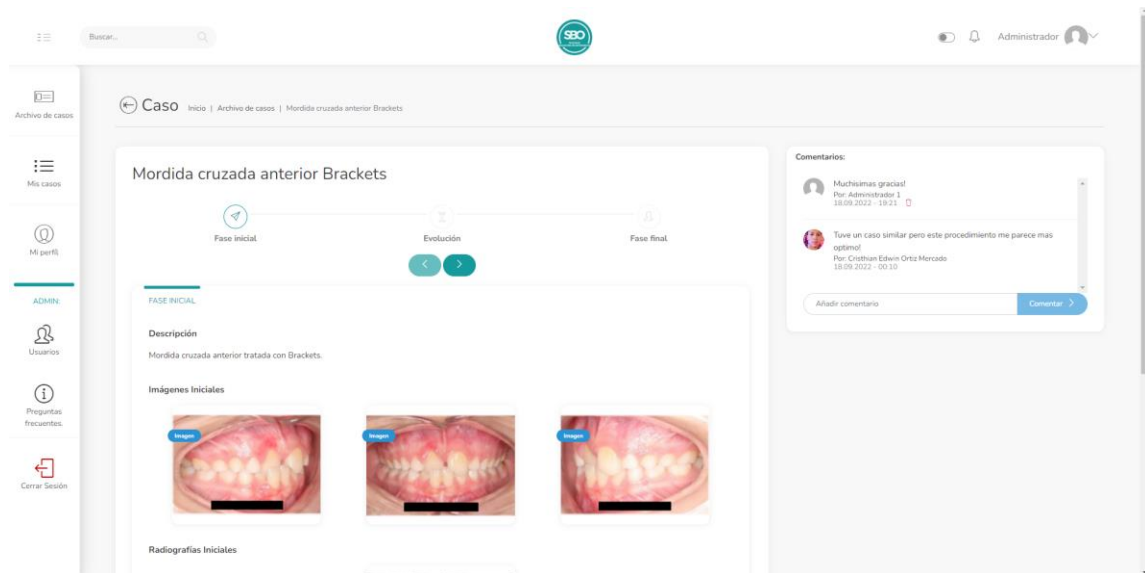 Buscar...
SBO
Administrador
Archivo de casos
Mis casos
Mi perfil
ADMIN.
Usuarios
Preguntas
frecuentes.
Cerrar Sesión
Caso Inicio | Archivo de casos | Mordida cruzada anterior Brackets
Mordida cruzada anterior Brackets
Fase inicial
Evolución
Fase final
FASE INICIAL
Descripción
Mordida cruzada anterior tratada con Brackets.
Imágenes Iniciales
Imagen
Imagen
Imagen
Radiografías Iniciales
Comentarios:
Muchisimas gracias!
Por: Administrador 1
18.09.2022 - 19:21
Tuve un caso similar pero este procedimiento me parece mas
optimo!
Por: Cristhian Edwin Ortiz Mercado
18.09.2022 - 00:10
Añadir comentario
Comentar